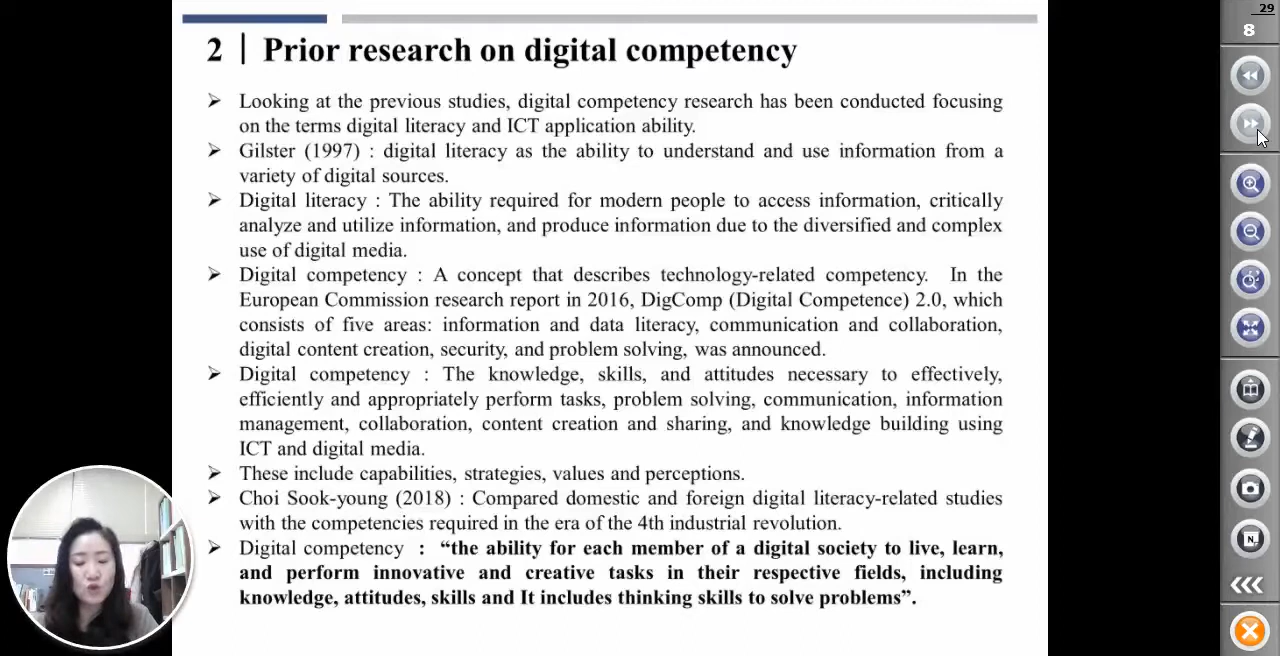 29
8
2 | Prior research on digital competency
➢ Looking at the previous studies, digital competency research has been conducted focusing
on the terms digital literacy and ICT application ability.
➢ Gilster (1997) : digital literacy as the ability to understand and use information from a
variety of digital sources.
➢ Digital literacy : The ability required for modern people to access information, critically
analyze and utilize information, and produce information due to the diversified and complex
use of digital media.
➢ Digital competency : A concept that describes technology-related competency. In the
European Commission research report in 2016, DigComp (Digital Competence) 2.0, which
consists of five areas: information and data literacy, communication and collaboration,
digital content creation, security, and problem solving, was announced.
➢ Digital competency : The knowledge, skills, and attitudes necessary to effectively,
efficiently and appropriately perform tasks, problem solving, communication, information
management, collaboration, content creation and sharing, and knowledge building using
ICT and digital media.
➢ These include capabilities, strategies, values and perceptions.
➢ Choi Sook-young (2018) : Compared domestic and foreign digital literacy-related studies
with the competencies required in the era of the 4th industrial revolution.
➢ Digital competency : “the ability for each member of a digital society to live, learn,
and perform innovative and creative tasks in their respective fields, including
knowledge, attitudes, skills and It includes thinking skills to solve problems”.
N